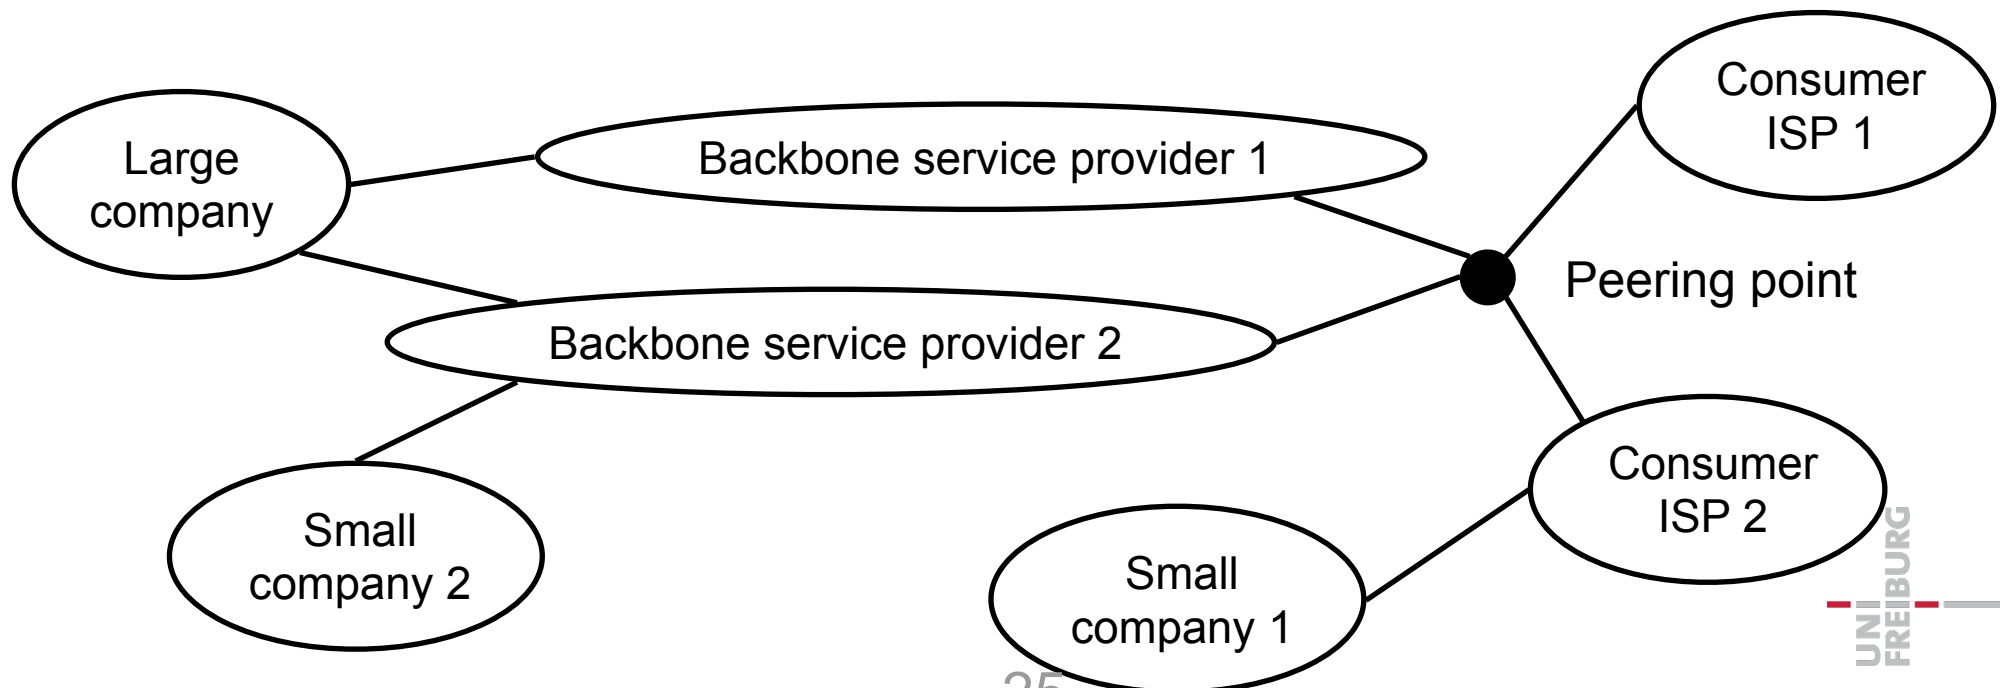 Consumer
ISP 1
Large
company
Backbone service provider 1
Peering point
Backbone service provider 2
Consumer
ISP 2
Small
company 2
Small
company 1
UNI
FREIBURG
25